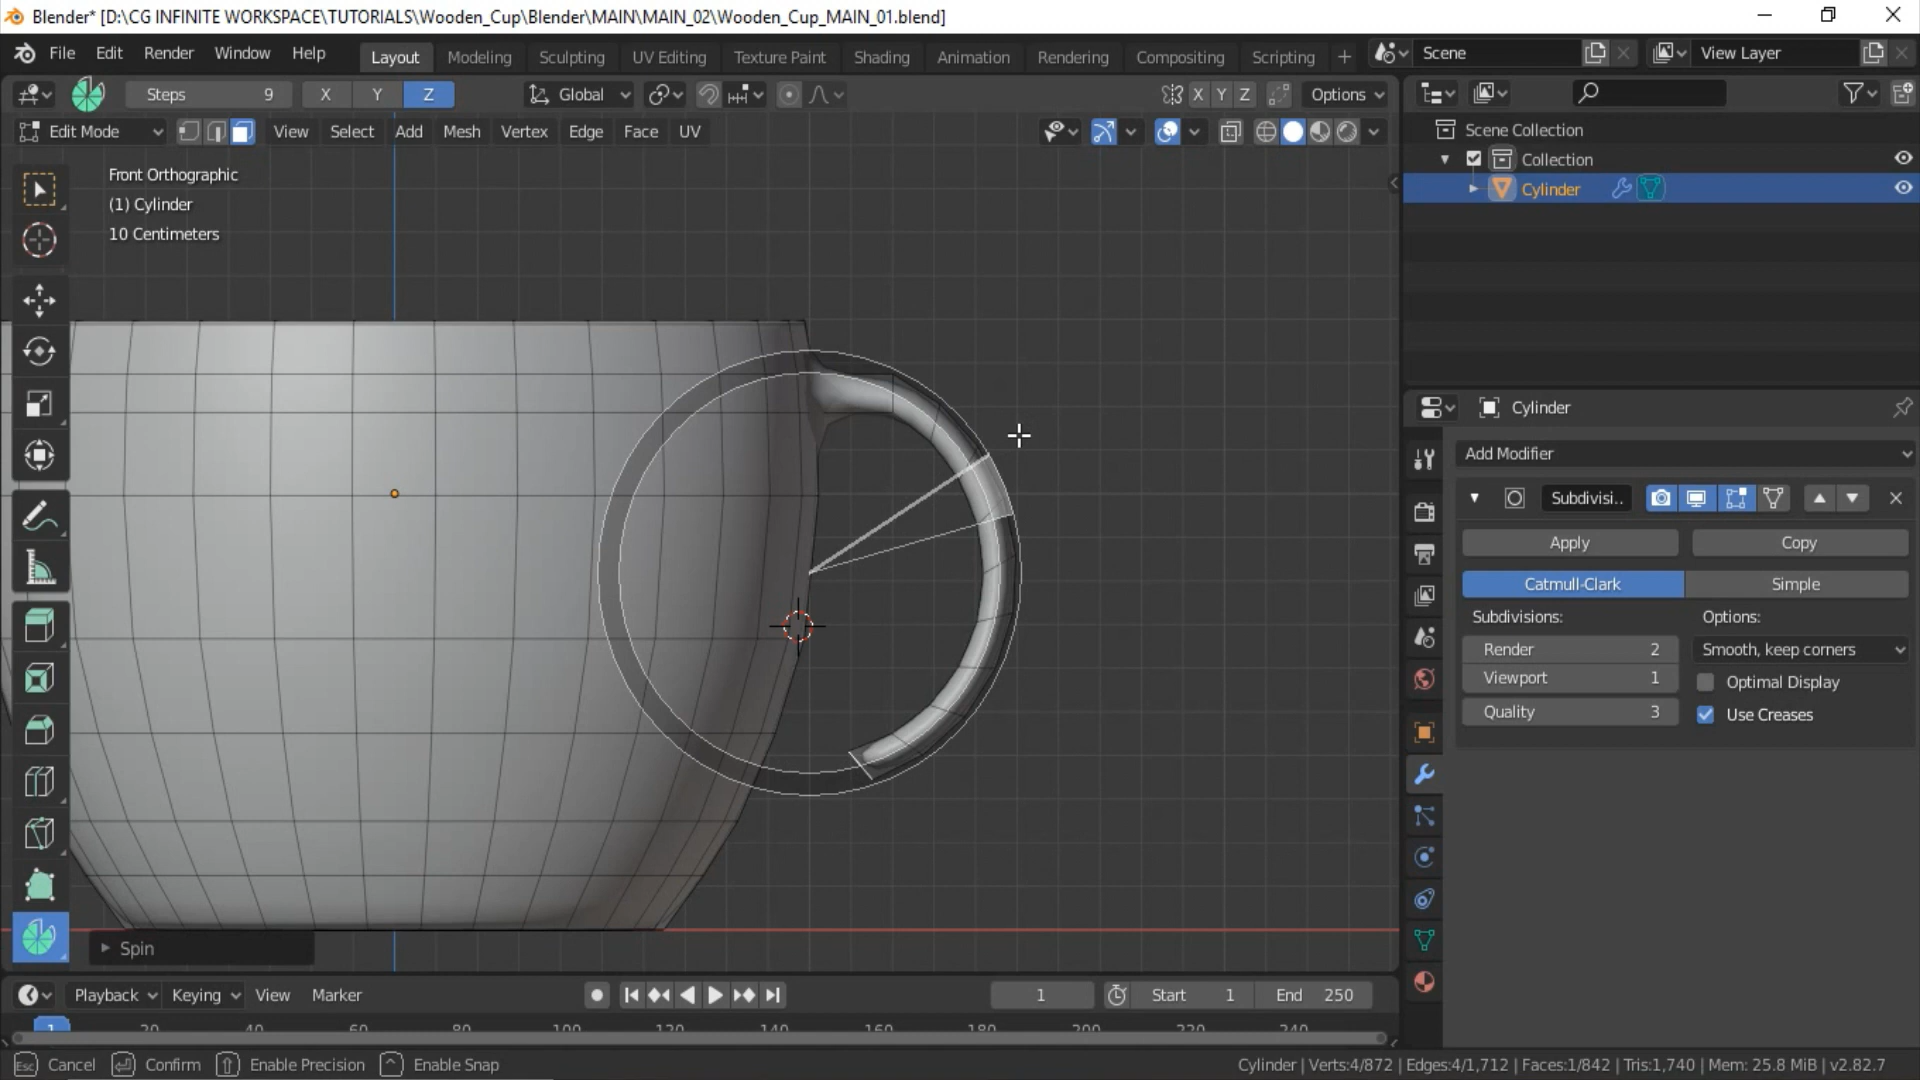 Blender* [D:\CG INFINITE WORKSPACE\TUTORIALS\Wooden_Cup\Blender\MAIN\MAIN_02\Wooden_Cup_MAIN_01.blend]
File Edit Render Window Help Layout Modeling Sculpting UV Editing Texture Paint Shading Animation Rendering Compositing Scripting + Scene View Layer
Steps 9 X Y Z Global X Y Z Options
Edit Mode View Select Add Mesh Vertex Edge Face UV
Scene Collection
Collection
Cylinder
Front Orthographic
(1) Cylinder
10 Centimeters
Cylinder
Add Modifier
Subdivisi..
Apply Copy
Catmull-Clark Simple
Subdivisions: Options:
Render 2 Smooth, keep corners
Viewport 1 Optimal Display
Quality 3 Use Creases
Spin
Playback Keying View Marker 1 Start 1 End 250
1 20 40 60 80 100 120 140 160 180 200 220 240
Esc Cancel Confirm Enable Precision Enable Snap Cylinder | Verts:4/872 | Edges:4/1,712 | Faces:1/842 | Tris:1,740 | Mem: 25.8 MiB | v2.82.7